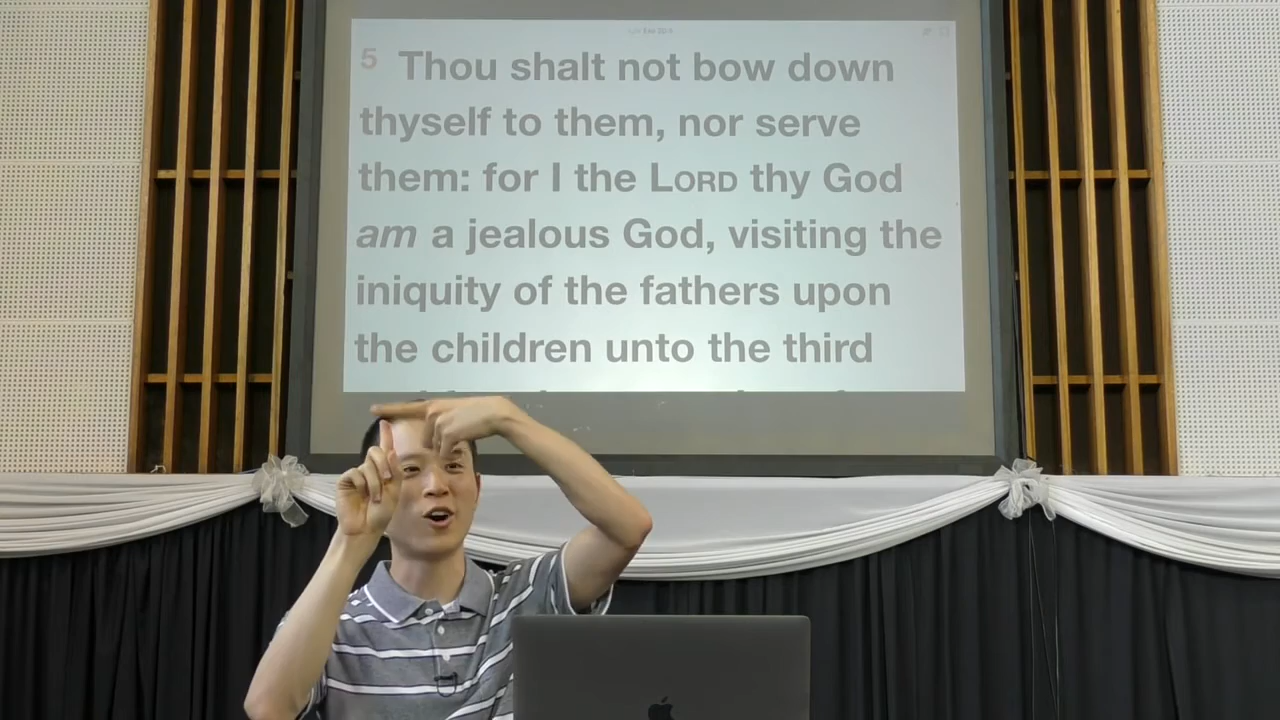 5 Thou shalt not bow down
thyself to them, nor serve
them: for I the LORD thy God
am a jealous God, visiting the
iniquity of the fathers upon
the children unto the third